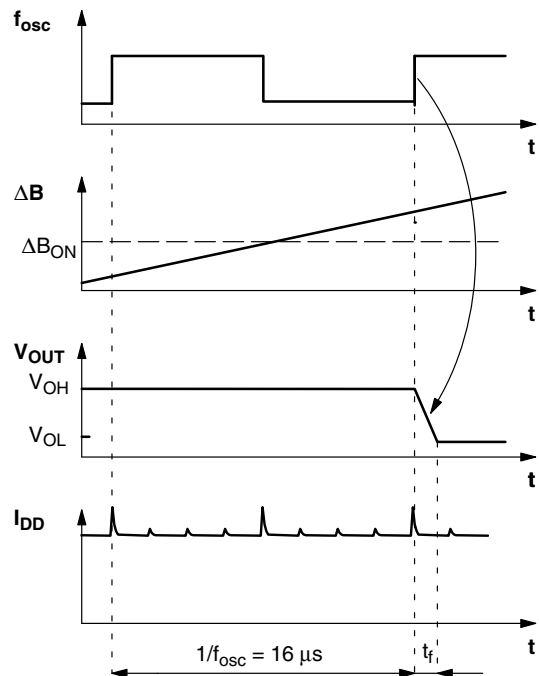 f_osc
t
ΔB
ΔB_ON
t
V_OUT
V_OH
V_OL
t
I_DD
t
1/f_osc = 16 μs
t_f